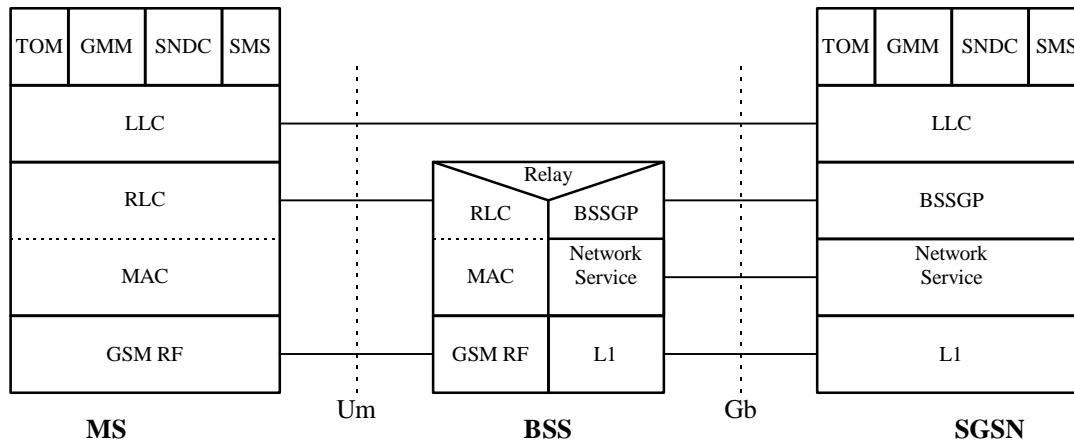 TOM GMM SNDC SMS
TOM GMM SNDC SMS
LLC
LLC
Relay
RLC
RLC
BSSGP
BSSGP
MAC
MAC
Network
Service
Network
Service
GSM RF
GSM RF
L1
L1
Um
Gb
MS
BSS
SGSN